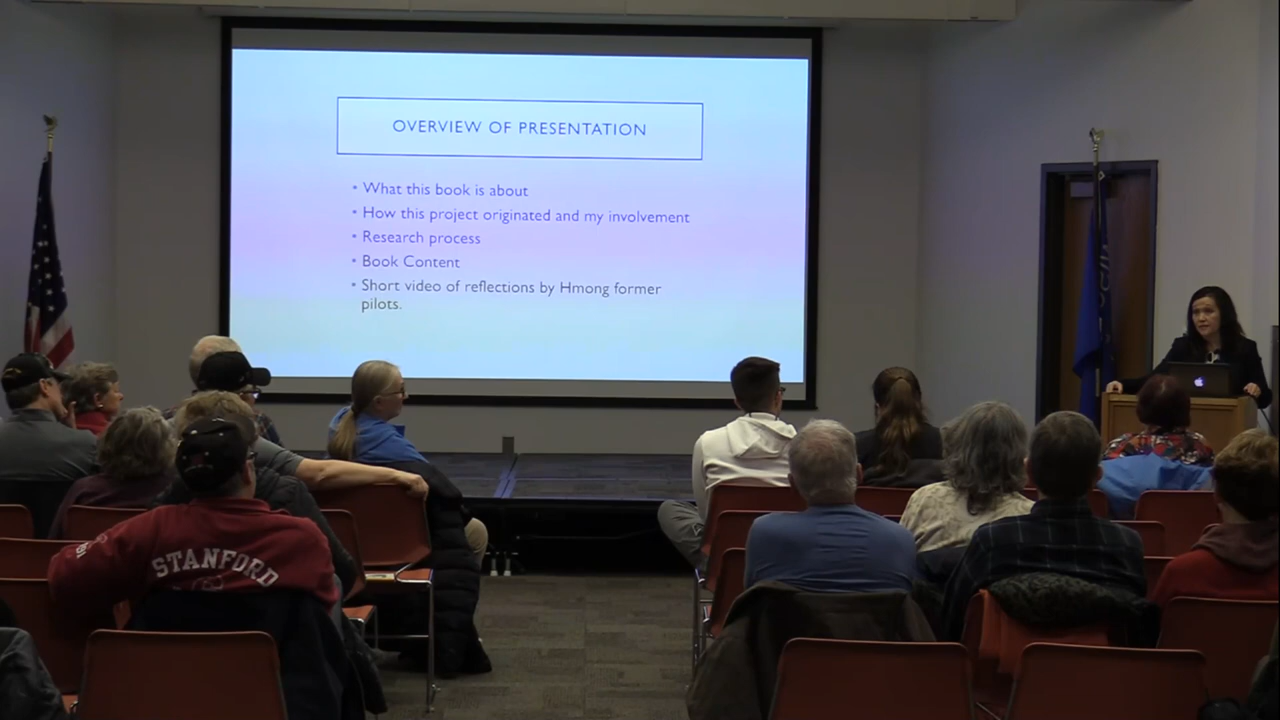 OVERVIEW OF PRESENTATION
• What this book is about
• How this project originated and my involvement
• Research process
• Book Content
• Short video of reflections by Hmong former
pilots.
STANFORD